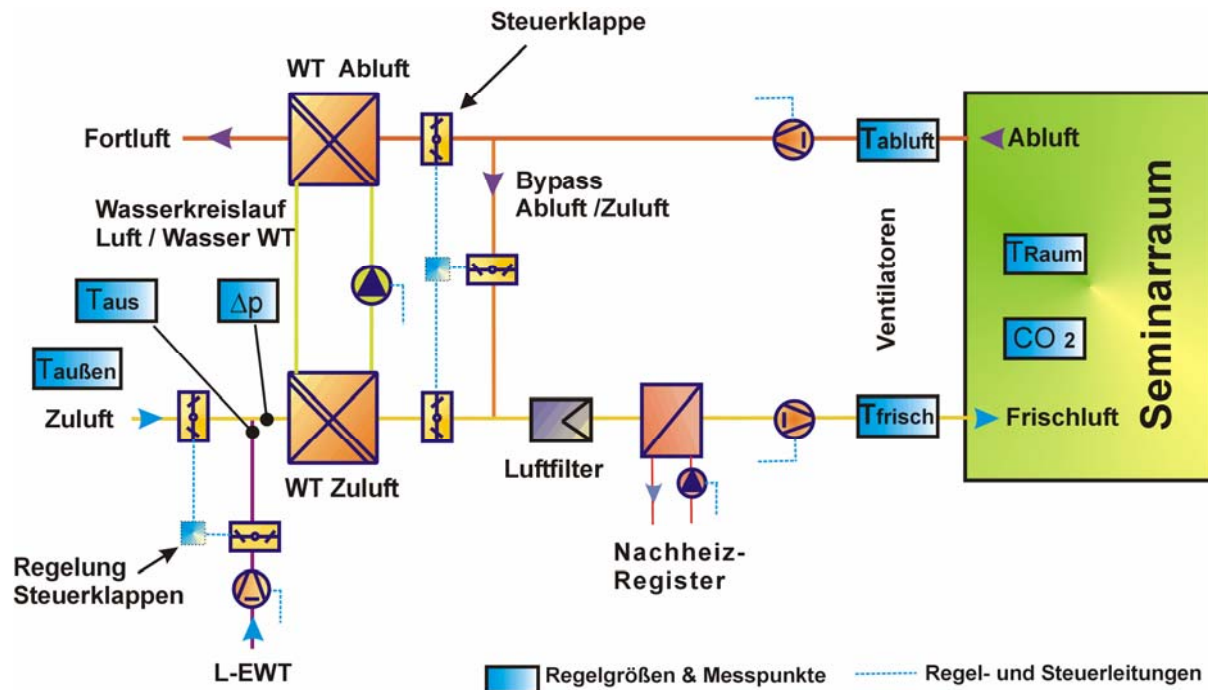 Steuerklappe
WT Abluft
Fortluft
Tabluft
Abluft
Bypass
Abluft /Zuluft
Wasserkreislauf
Luft / Wasser WT
Ventilatoren
TRaum
CO 2
Seminarraum
Taus
Δp
Taußen
Zuluft
Tfrisch
Frischluft
Luftfilter
WT Zuluft
Nachheiz-
Register
Regelung
Steuerklappen
L-EWT
Regelgrößen & Messpunkte
Regel- und Steuerleitungen